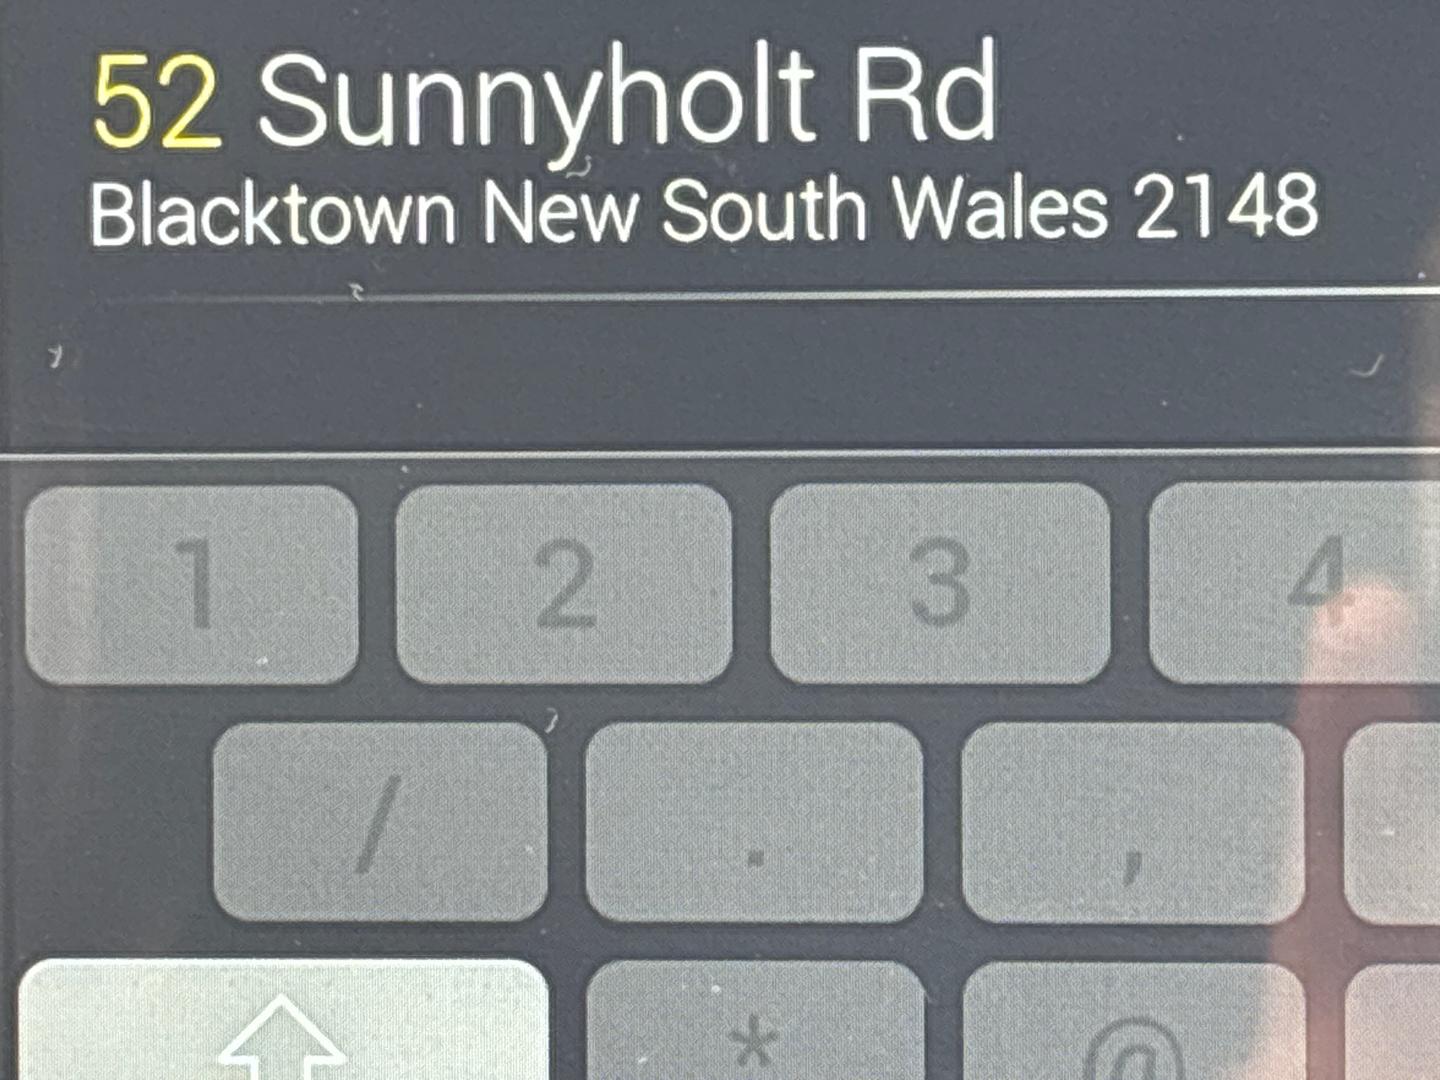 52 Sunnyholt Rd
Blacktown New South Wales 2148
1 2 3 4
/ . ,
* @